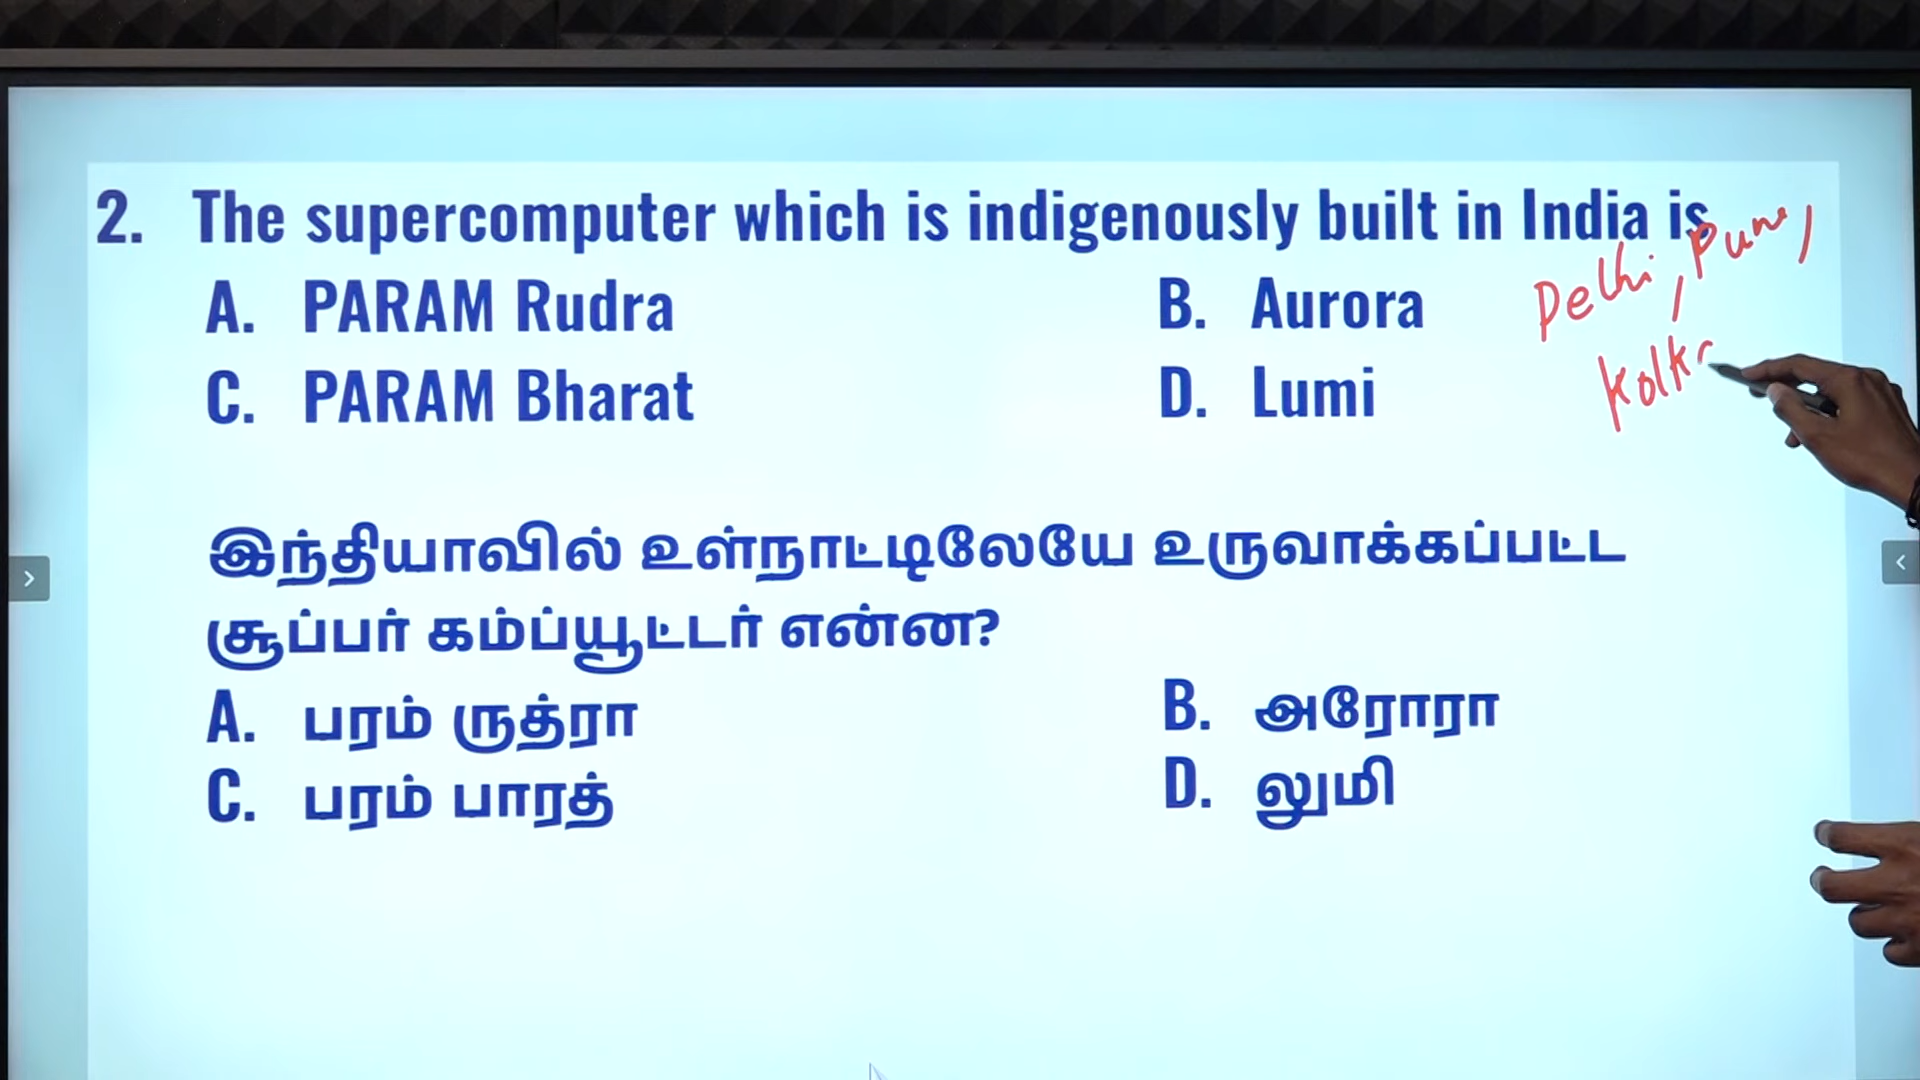 2. The supercomputer which is indigenously built in India is
A. PARAM Rudra
B. Aurora
C. PARAM Bharat
D. Lumi
Delhi, Pune,
Kolk
இந்தியாவில் உள்நாட்டிலேயே உருவாக்கப்பட்ட
சூப்பர் கம்ப்யூட்டர் என்ன?
A. பரம் ருத்ரா
B. அரோரா
C. பரம் பாரத்
D. லுமி